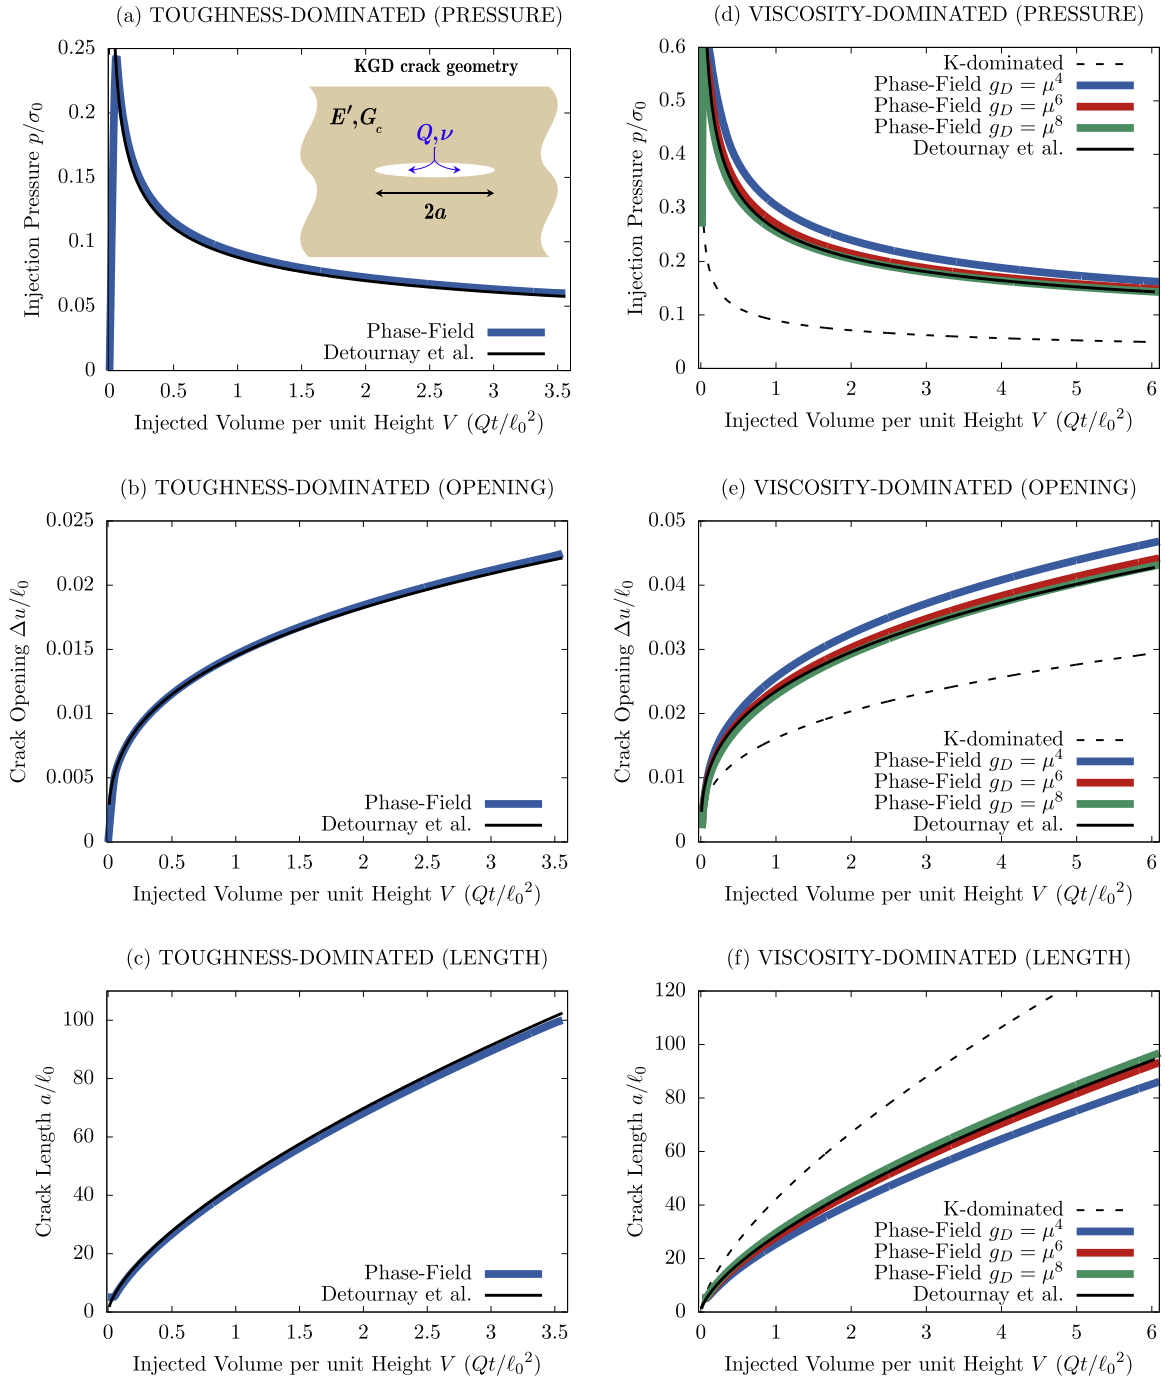 (a) TOUGHNESS-DOMINATED (PRESSURE)
0.25
0.2
0.15
0.1
0.05
0
Injection Pressure p/σ₀
KGD crack geometry
E′,G_c
Q,ν
2a
Phase-Field
Detournay et al.
0 0.5 1 1.5 2 2.5 3 3.5
Injected Volume per unit Height V (Qt/ℓ₀²)
(d) VISCOSITY-DOMINATED (PRESSURE)
0.6
0.5
0.4
0.3
0.2
0.1
0
Injection Pressure p/σ₀
K-dominated
Phase-Field g_D = μ⁴
Phase-Field g_D = μ⁶
Phase-Field g_D = μ⁸
Detournay et al.
0 1 2 3 4 5 6
Injected Volume per unit Height V (Qt/ℓ₀²)
(b) TOUGHNESS-DOMINATED (OPENING)
0.025
0.02
0.015
0.01
0.005
0
Crack Opening Δu/ℓ₀
Phase-Field
Detournay et al.
0 0.5 1 1.5 2 2.5 3 3.5
Injected Volume per unit Height V (Qt/ℓ₀²)
(e) VISCOSITY-DOMINATED (OPENING)
0.05
0.04
0.03
0.02
0.01
0
Crack Opening Δu/ℓ₀
K-dominated
Phase-Field g_D = μ⁴
Phase-Field g_D = μ⁶
Phase-Field g_D = μ⁸
Detournay et al.
0 1 2 3 4 5 6
Injected Volume per unit Height V (Qt/ℓ₀²)
(c) TOUGHNESS-DOMINATED (LENGTH)
100
80
60
40
20
0
Crack Length a/ℓ₀
Phase-Field
Detournay et al.
0 0.5 1 1.5 2 2.5 3 3.5
Injected Volume per unit Height V (Qt/ℓ₀²)
(f) VISCOSITY-DOMINATED (LENGTH)
120
100
80
60
40
20
0
Crack Length a/ℓ₀
K-dominated
Phase-Field g_D = μ⁴
Phase-Field g_D = μ⁶
Phase-Field g_D = μ⁸
Detournay et al.
0 1 2 3 4 5 6
Injected Volume per unit Height V (Qt/ℓ₀²)